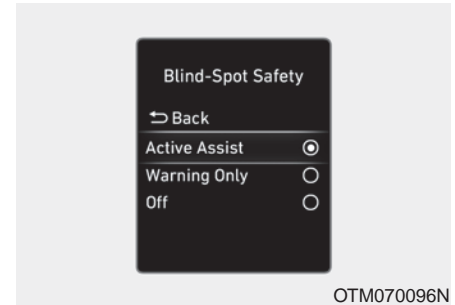 Blind-Spot Safety
Back
Active Assist
Warning Only
Off
OTM070096N